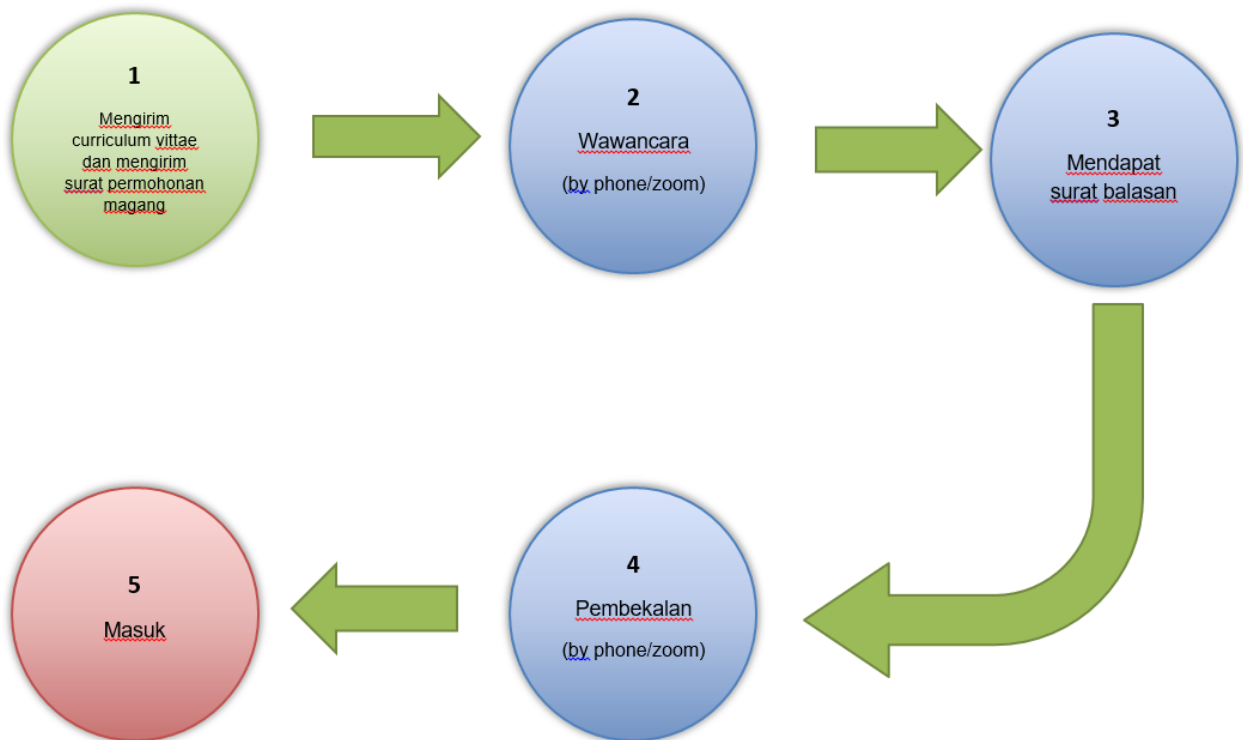 1
Mengirim
curriculum vittae
dan mengirim
surat permohonan
magang
2
Wawancara
(by phone/zoom)
3
Mendapat
surat balasan
4
Pembekalan
(by phone/zoom)
5
Masuk